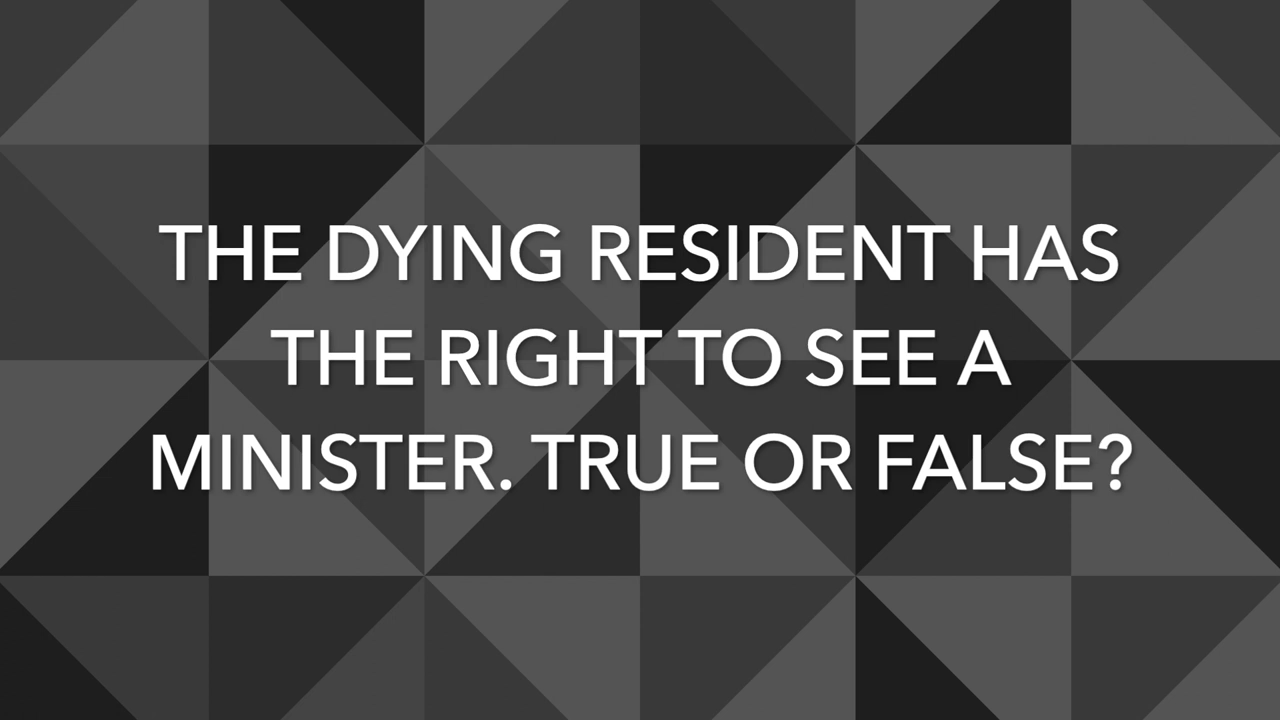 THE DYING RESIDENT HAS
THE RIGHT TO SEE A
MINISTER. TRUE OR FALSE?